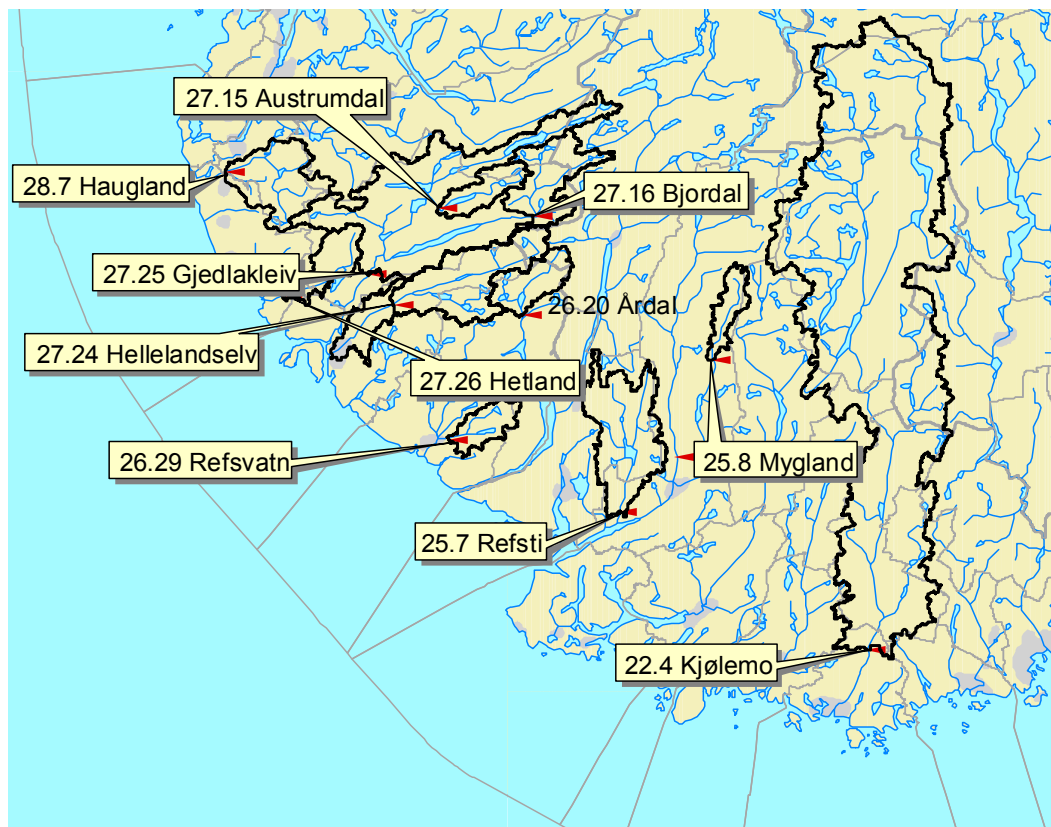 27.15 Austrumdal
28.7 Haugland
27.16 Bjordal
27.25 Gjedlakleiv
26.20 Årdal
27.24 Hellelandselv
27.26 Hetland
26.29 Refsvatn
25.8 Mygland
25.7 Refsti
22.4 Kjølemo